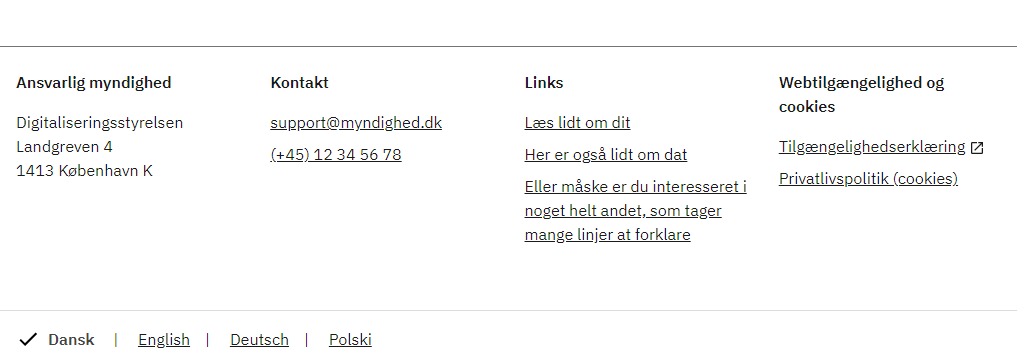 Ansvarlig myndighed
Digitaliseringsstyrelsen
Landgreven 4
1413 København K
Kontakt
support@myndighed.dk
(+45) 12 34 56 78
Links
Læs lidt om dit
Her er også lidt om dat
Eller måske er du interesseret i
noget helt andet, som tager
mange linjer at forklare
Webtilgængelighed og
cookies
Tilgængelighedserklæring
Privatlivspolitik (cookies)
Dansk | English | Deutsch | Polski